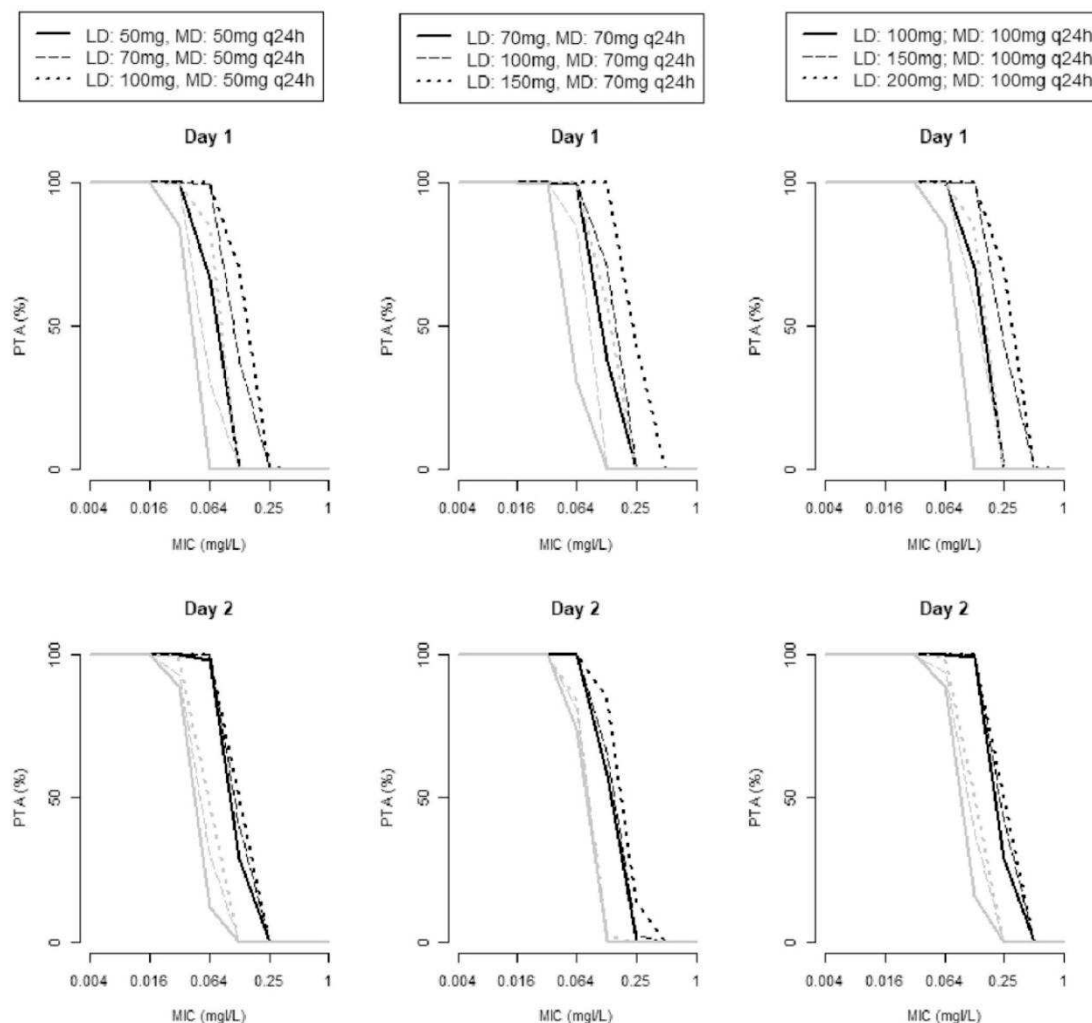 LD: 50mg, MD: 50mg q24h
LD: 70mg, MD: 50mg q24h
LD: 100mg, MD: 50mg q24h
LD: 70mg, MD: 70mg q24h
LD: 100mg, MD: 70mg q24h
LD: 150mg, MD: 70mg q24h
LD: 100mg; MD: 100mg q24h
LD: 150mg; MD: 100mg q24h
LD: 200mg; MD: 100mg q24h
Day 1
PTA (%)
100
50
0
0.004 0.016 0.064 0.25 1
MIC (mgl/L)
Day 1
PTA (%)
100
50
0
0.004 0.016 0.064 0.25 1
MIC (mgl/L)
Day 1
PTA (%)
100
50
0
0.004 0.016 0.064 0.25 1
MIC (mgl/L)
Day 2
PTA (%)
100
50
0
0.004 0.016 0.064 0.25 1
MIC (mgl/L)
Day 2
PTA (%)
100
50
0
0.004 0.016 0.064 0.25 1
MIC (mgl/L)
Day 2
PTA (%)
100
50
0
0.004 0.016 0.064 0.25 1
MIC (mgl/L)